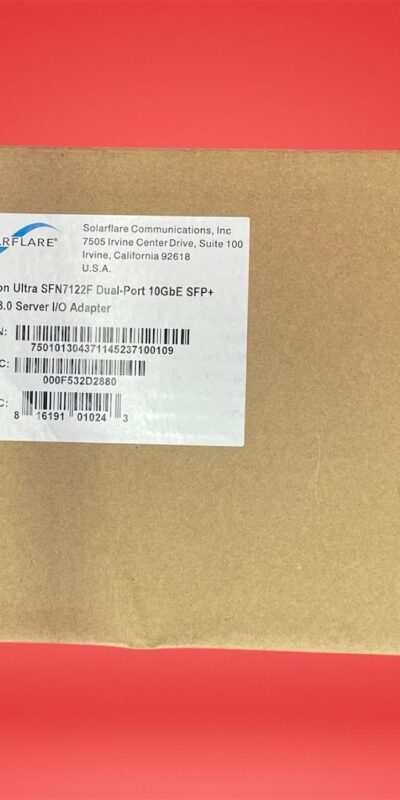 ARFLARE®
Solarflare Communications, Inc
7505 Irvine Center Drive, Suite 100
Irvine, California 92618
U.S.A.
on Ultra SFN7122F Dual-Port 10GbE SFP+
3.0 Server I/O Adapter
N:
750101304371145237100109
C:
000F532D2880
C:
8 16191 01024 3